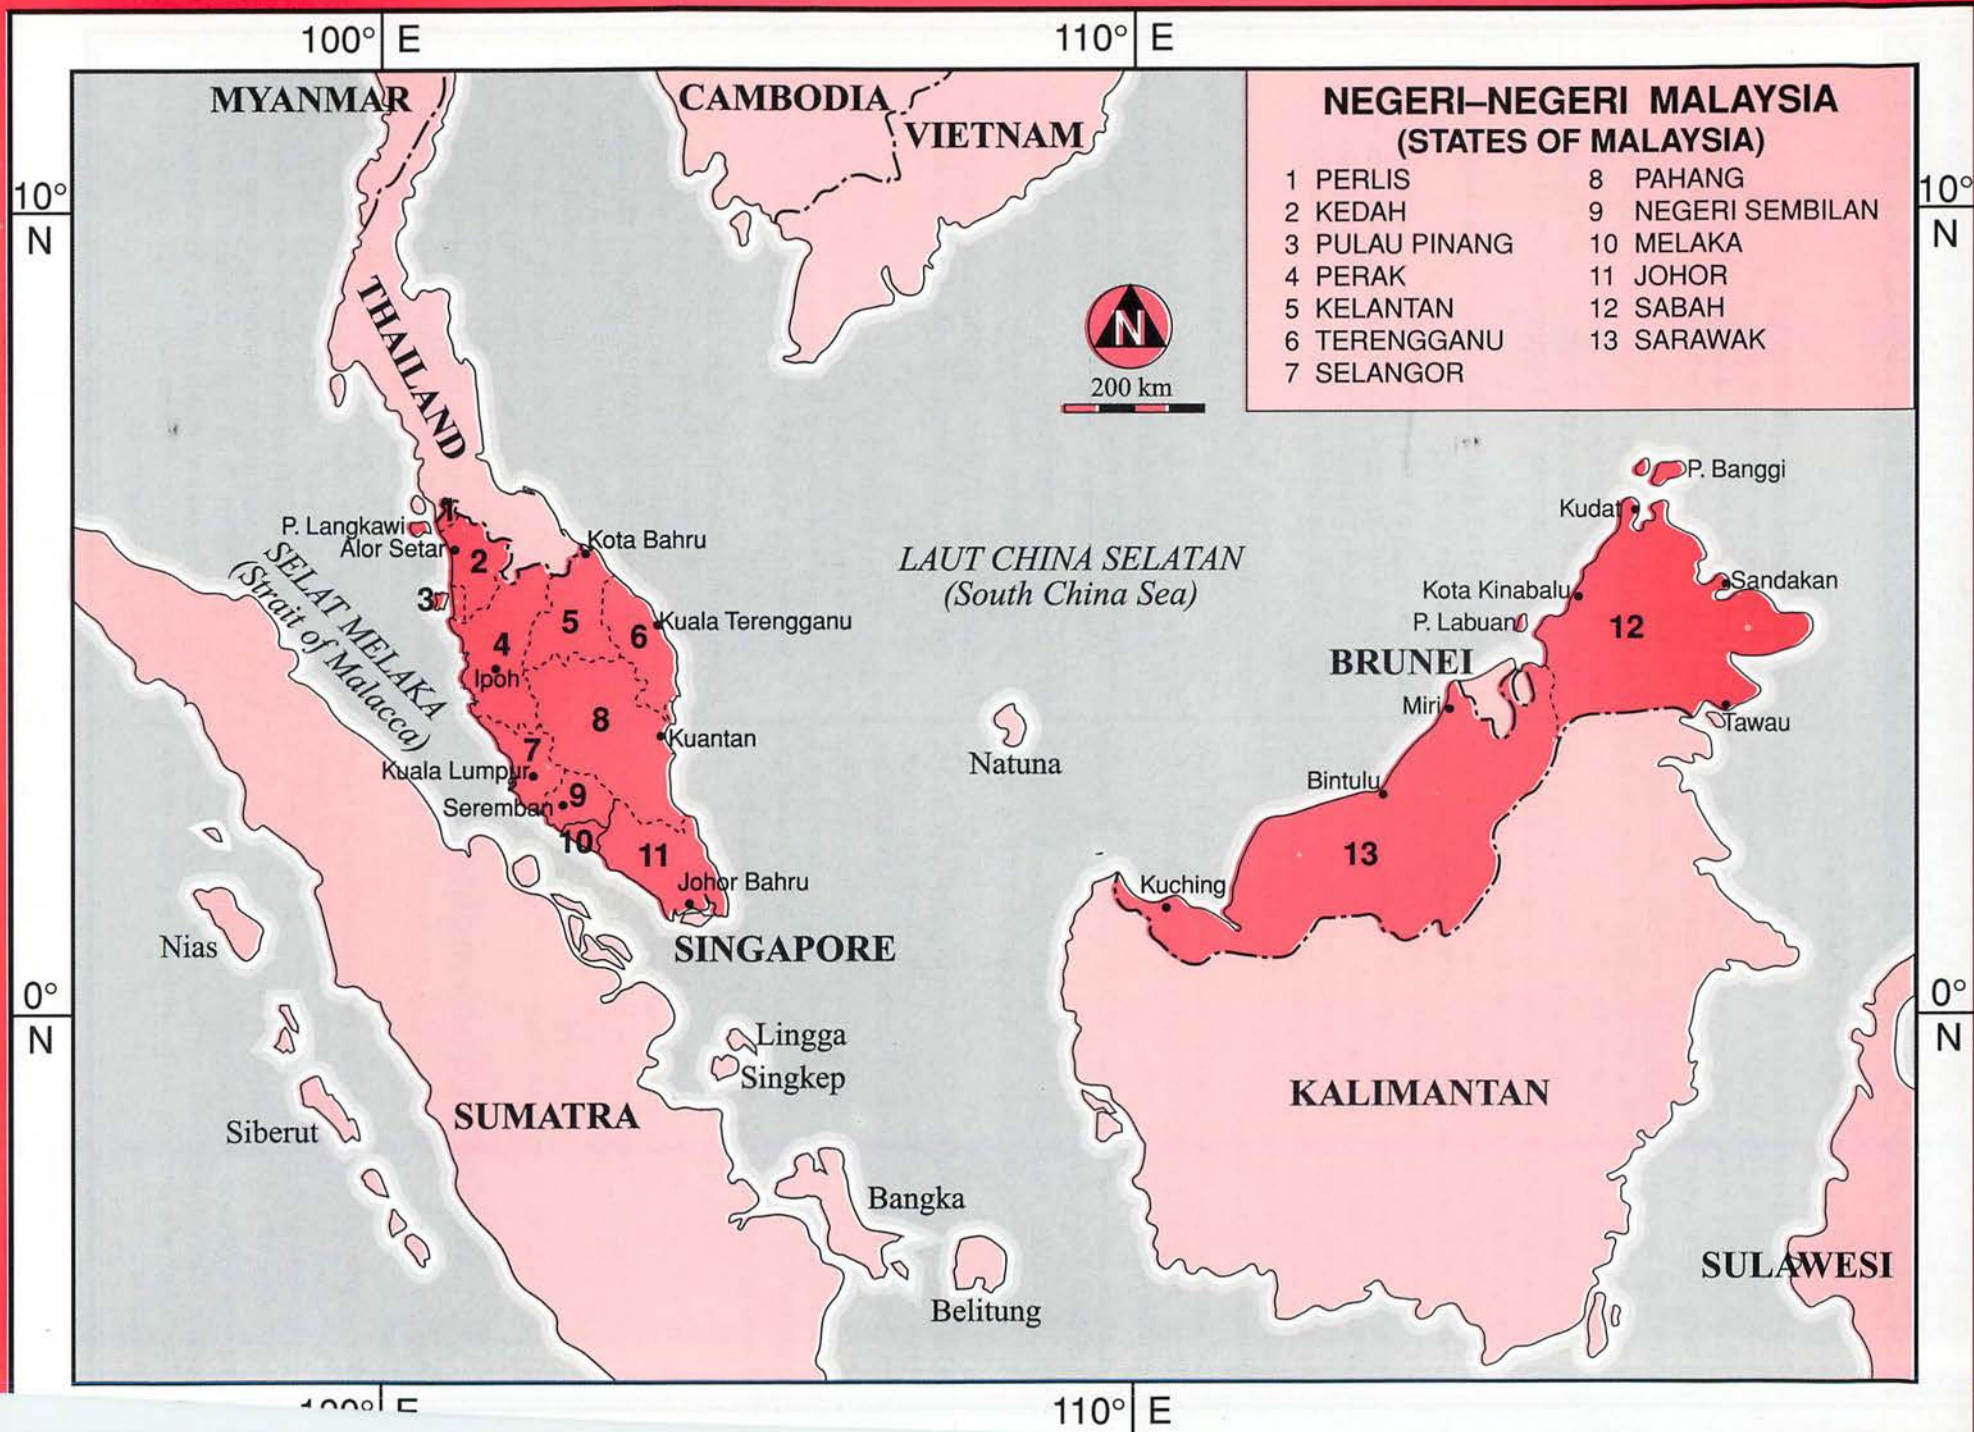 100° E
110° E
MYANMAR
CAMBODIA
VIETNAM
NEGERI–NEGERI MALAYSIA
(STATES OF MALAYSIA)
1 PERLIS
2 KEDAH
3 PULAU PINANG
4 PERAK
5 KELANTAN
6 TERENGGANU
7 SELANGOR
8 PAHANG
9 NEGERI SEMBILAN
10 MELAKA
11 JOHOR
12 SABAH
13 SARAWAK
10°
N
10°
N
THAILAND
N
200 km
P. Banggi
Kudat
1
P. Langkawi
Alor Setar
2
Kota Bahru
SELAT MELAKA
(Strait of Malacca)
LAUT CHINA SELATAN
(South China Sea)
Sandakan
Kota Kinabalu
P. Labuan
12
3
4
5
6
Kuala Terengganu
Ipoh
BRUNEI
Miri
Tawau
8
Kuantan
7
Natuna
Kuala Lumpur
Bintulu
9
Seremban
10
11
13
Johor Bahru
Kuching
SINGAPORE
Nias
0°
N
0°
N
Lingga
Singkep
SUMATRA
Siberut
KALIMANTAN
Bangka
SULAWESI
Belitung
100° E
110° E